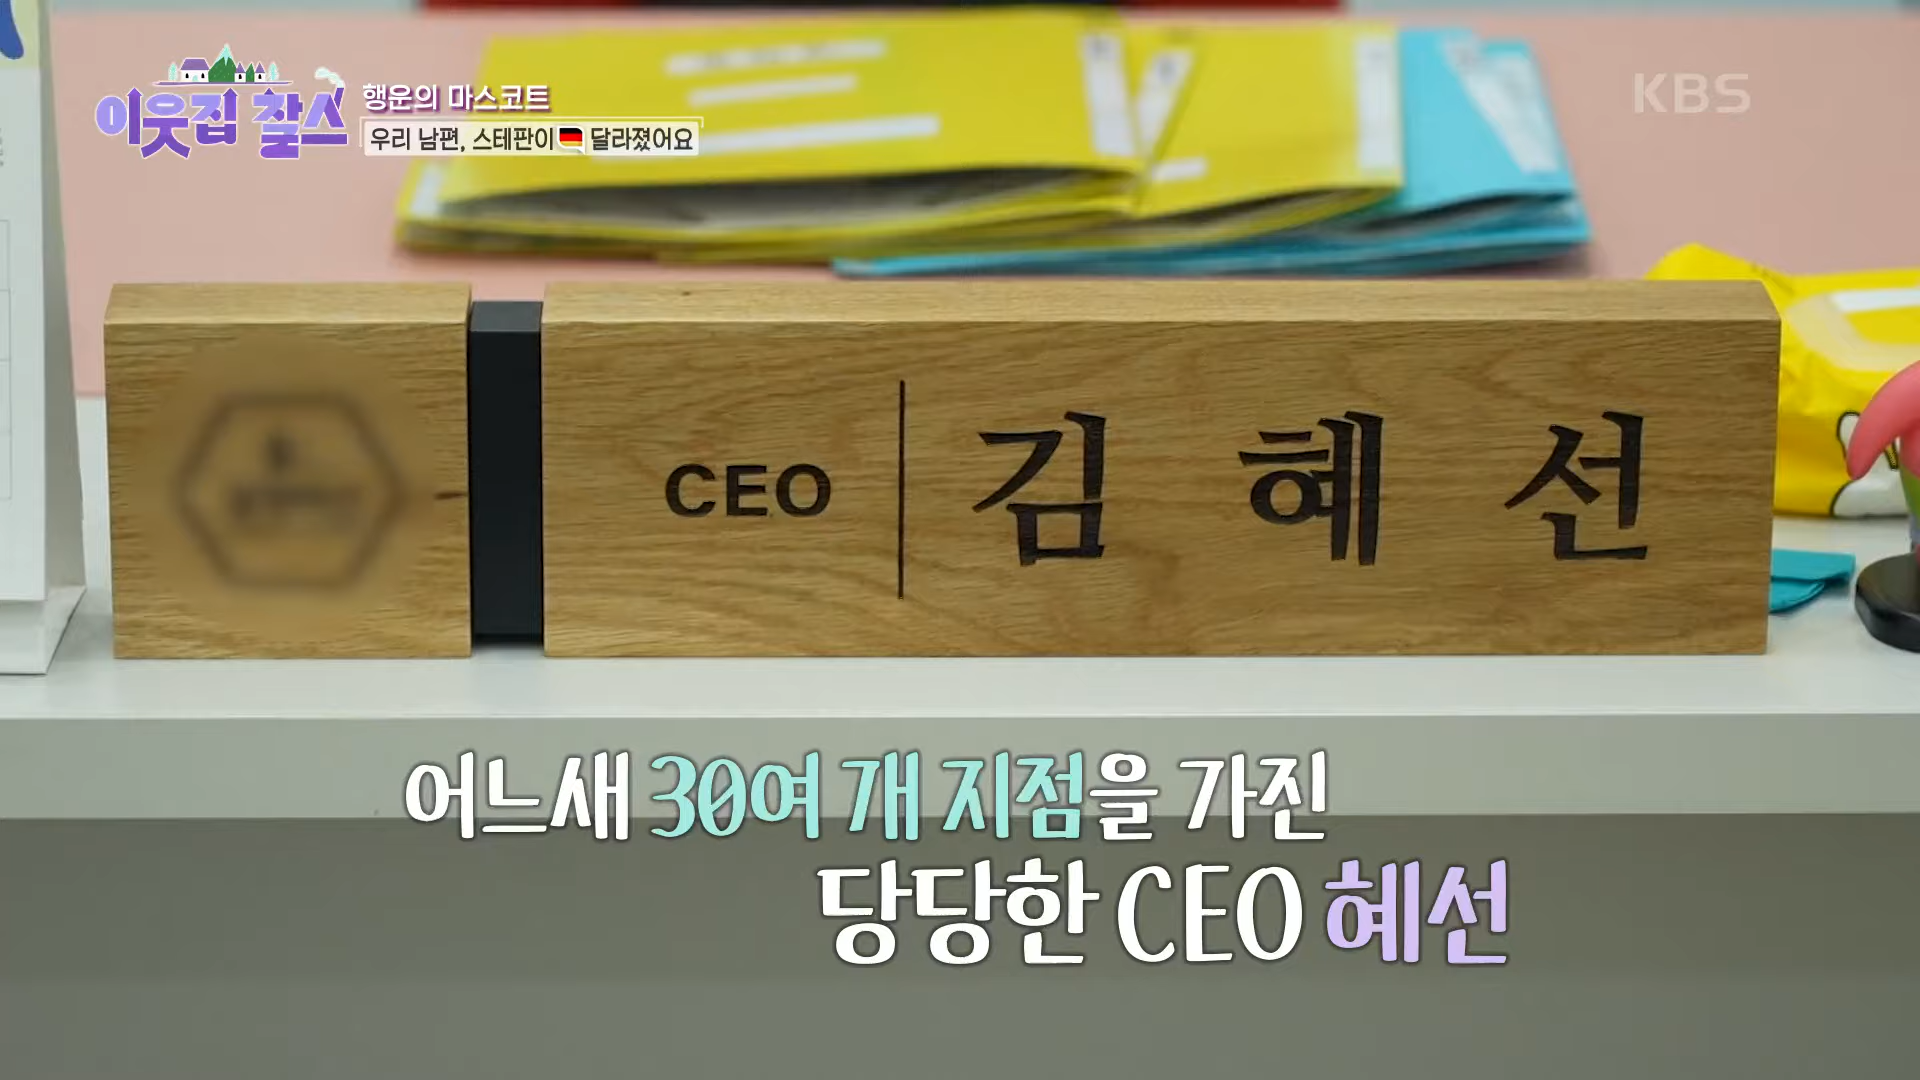 이웃집 찰스
행운의 마스코트
우리 남편, 스테판이 달라졌어요
KBS
CEO 김 혜 선
어느새 30여 개 지점을 가진
당당한 CEO 혜선